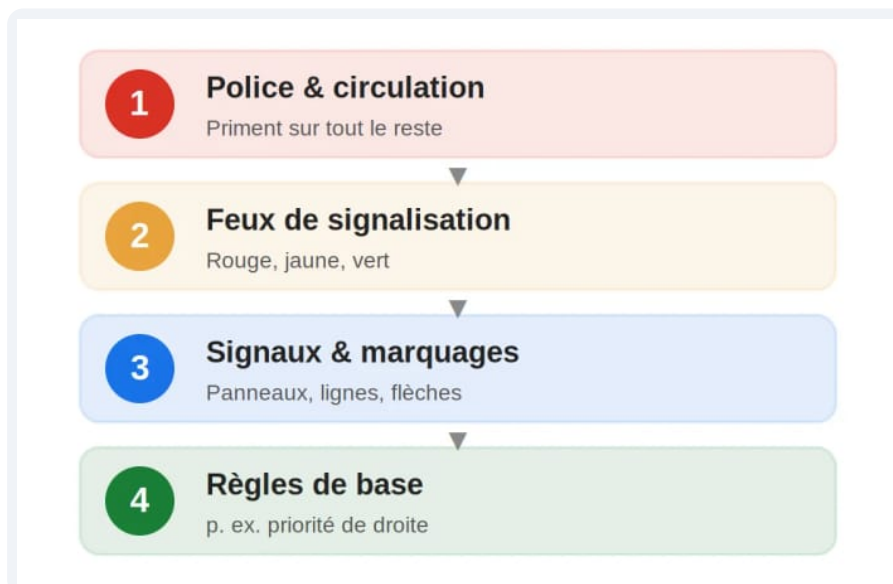 1
Police & circulation
Priment sur tout le reste
2
Feux de signalisation
Rouge, jaune, vert
3
Signaux & marquages
Panneaux, lignes, flèches
4
Règles de base
p. ex. priorité de droite